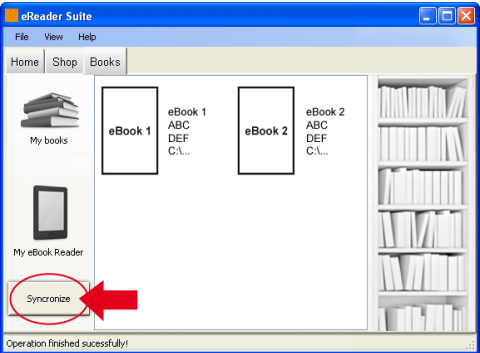 eReader Suite
File View Help
Home Shop Books
My books
My eBook Reader
Syncronize
eBook 1
eBook 1
ABC
DEF
C:\...
eBook 2
eBook 2
ABC
DEF
C:\...
Operation finished sucessfully!